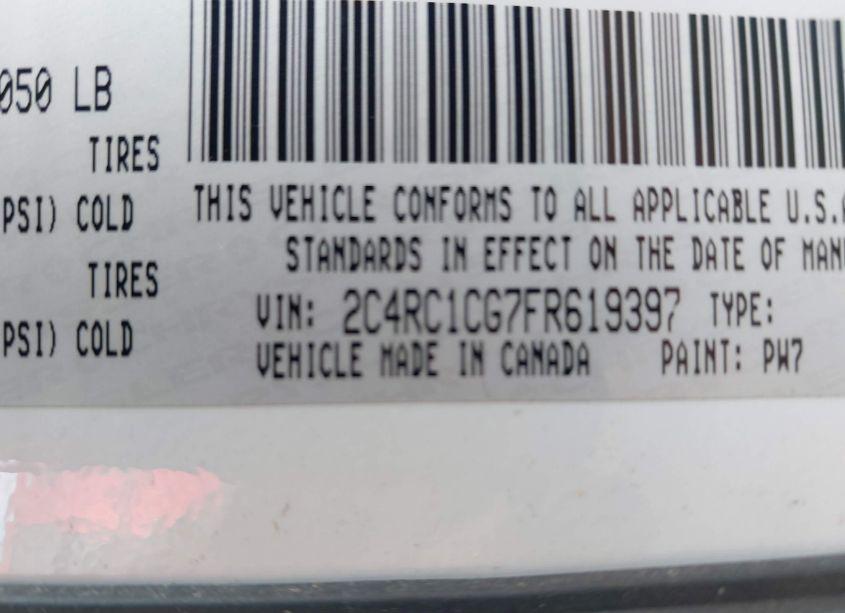 050 LB
TIRES
PSI) COLD
TIRES
PSI) COLD
THIS VEHICLE CONFORMS TO ALL APPLICABLE U.S.A
STANDARDS IN EFFECT ON THE DATE OF MAN
VIN: 2C4RC1CG7FR619397 TYPE:
VEHICLE MADE IN CANADA PAINT: PW7